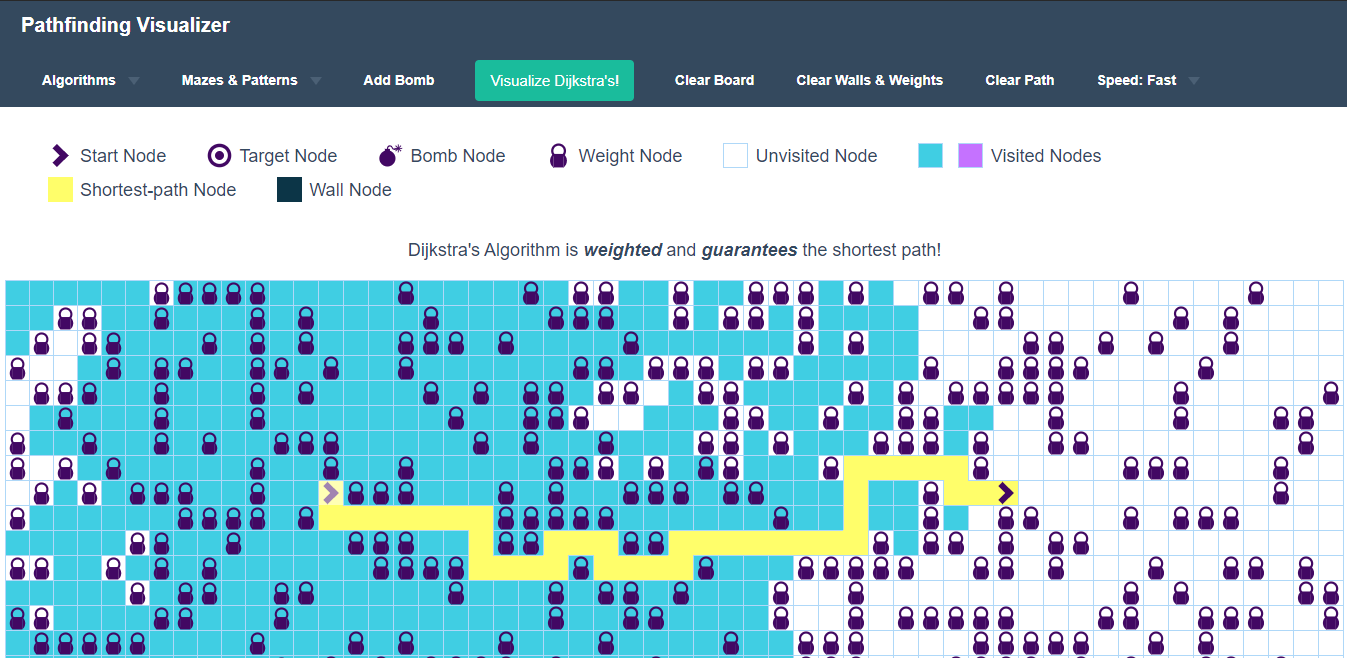 Pathfinding Visualizer
Algorithms Mazes & Patterns Add Bomb Visualize Dijkstra's! Clear Board Clear Walls & Weights Clear Path Speed: Fast
Start Node Target Node Bomb Node Weight Node Unvisited Node Visited Nodes
Shortest-path Node Wall Node
Dijkstra's Algorithm is weighted and guarantees the shortest path!